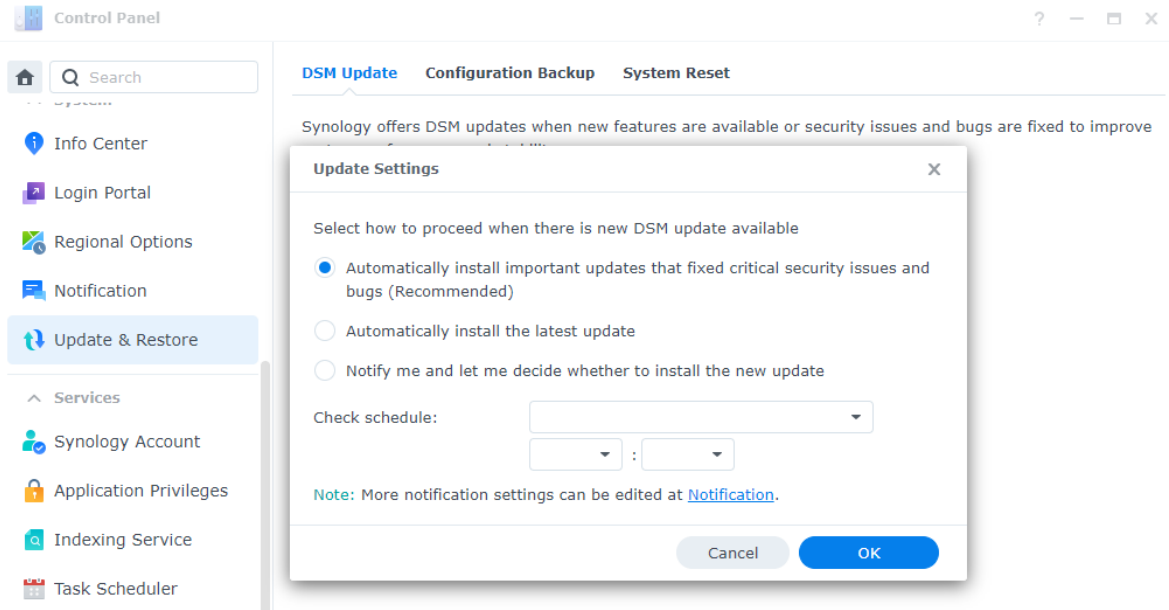 Control Panel
Search
DSM Update Configuration Backup System Reset
Synology offers DSM updates when new features are available or security issues and bugs are fixed to improve
System
Info Center
Login Portal
Regional Options
Notification
Update & Restore
Services
Synology Account
Application Privileges
Indexing Service
Task Scheduler
Update Settings
Select how to proceed when there is new DSM update available
Automatically install important updates that fixed critical security issues and
bugs (Recommended)
Automatically install the latest update
Notify me and let me decide whether to install the new update
Check schedule:
:
Note: More notification settings can be edited at Notification.
Cancel OK